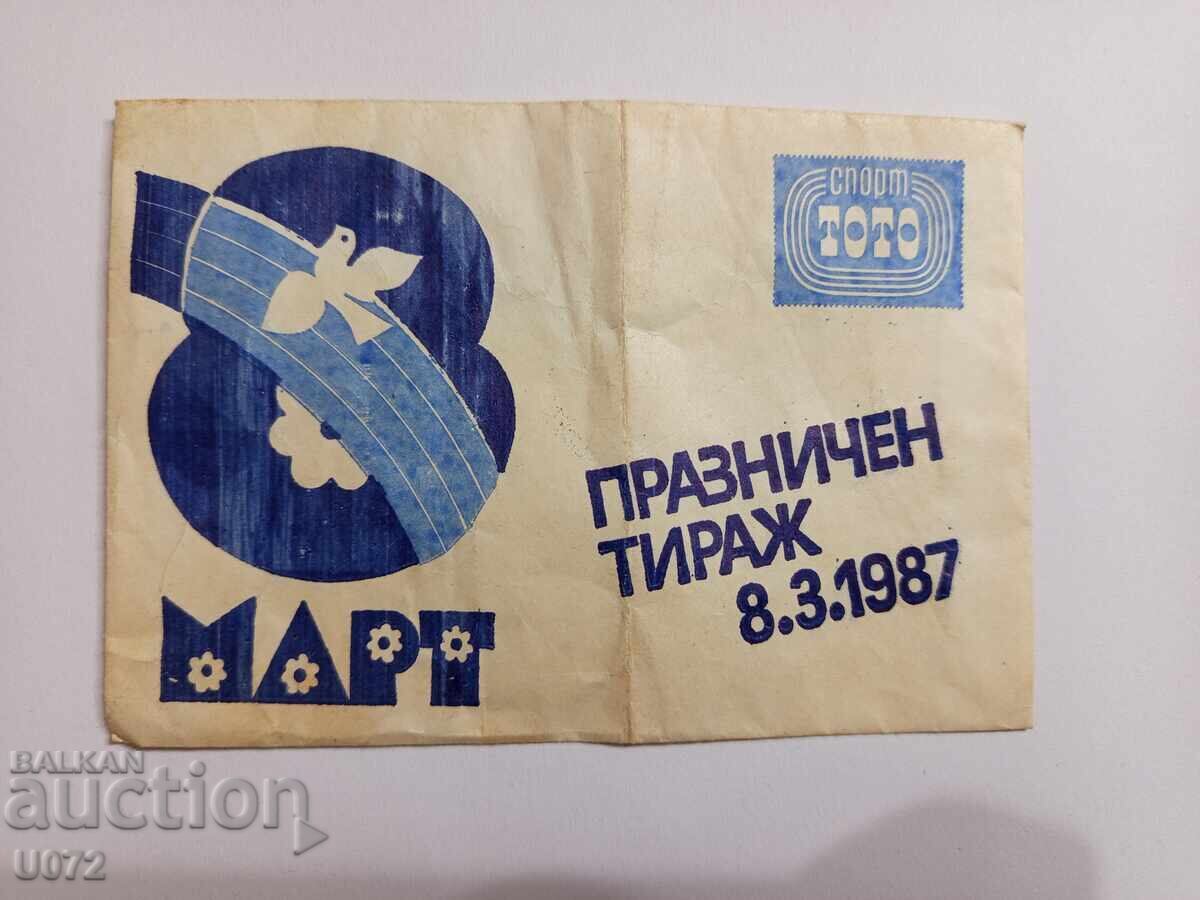 8
МАРТ
спорт
ТОТО
ПРАЗНИЧЕН
ТИРАЖ
8.3.1987
BALKAN
auction
U072